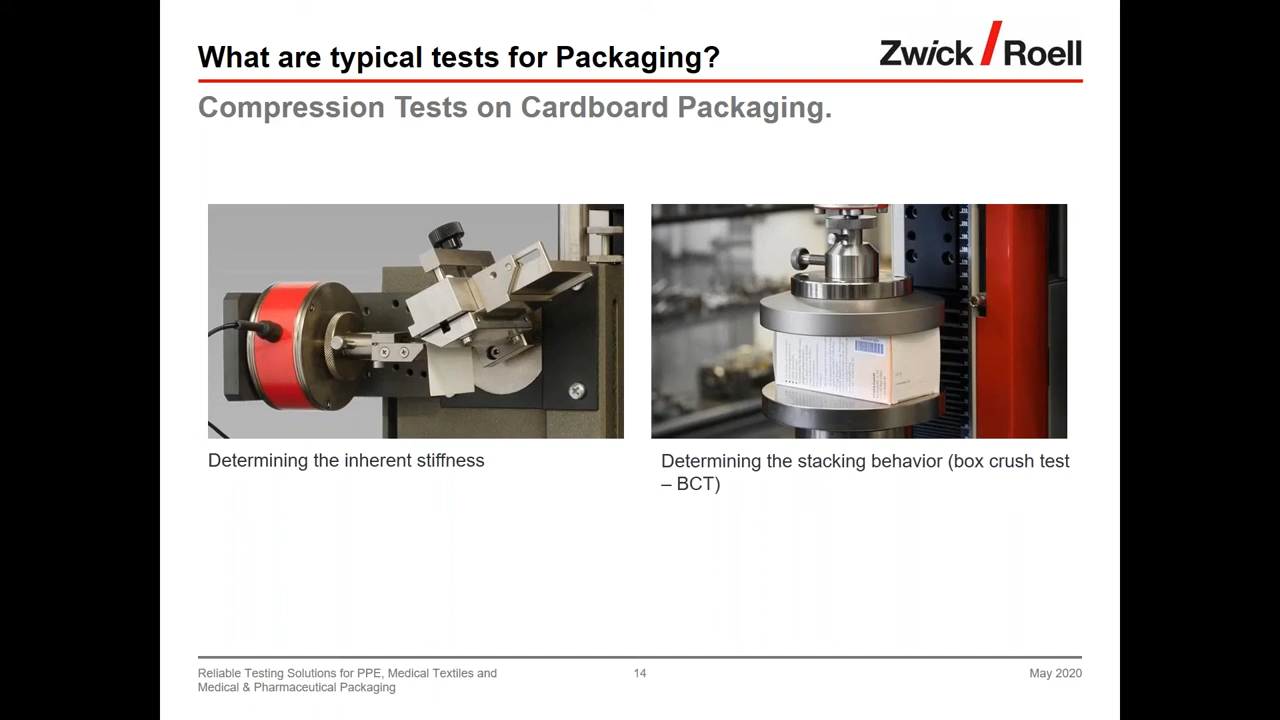 What are typical tests for Packaging?
Zwick / Roell
Compression Tests on Cardboard Packaging.
Determining the inherent stiffness
Determining the stacking behavior (box crush test
– BCT)
Reliable Testing Solutions for PPE, Medical Textiles and
Medical & Pharmaceutical Packaging
14
May 2020